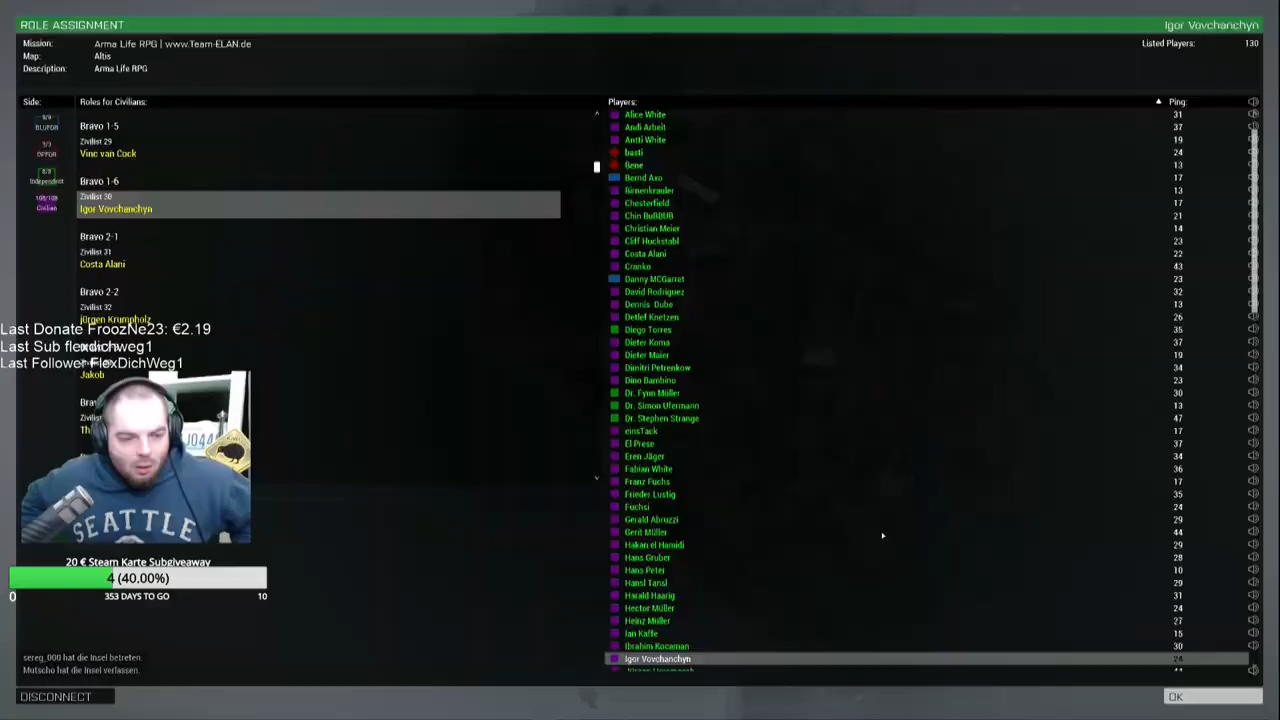 ROLE ASSIGNMENT
Igor Vovchanchyn
Mission: Arma Life RPG | www.Team-ELAN.de
Listed Players: 130
Map: Altis
Description: Arma Life RPG
Side:
Roles for Civilians:
BLUFOR
OPFOR
Independent
Civilian
Bravo 1-5
Zivilist 29
Vino van Cock
Bravo 1-6
Zivilist 30
Igor Vovchanchyn
Bravo 2-1
Zivilist 31
Costa Alani
Bravo 2-2
Zivilist 32
jürgen Krumpholz
Jakob
Last Donate FroozNe23: €2.19
Last Sub flexdichweg1
Last Follower FlexDichWeg1
SEATTLE
20 € Steam Karte Subgiveaway
4 (40.00%)
0
353 DAYS TO GO
10
sereg_000 hat die Insel betreten.
Mutscho hat die Insel verlassen.
DISCONNECT
Players: Ping:
Alice White 31
Andi Arbeit 37
Antti White 19
basti 24
Bene 13
Bernd Axo 17
Birnenkrauler 13
Chesterfield 17
Chin BuBBUB 21
Christian Meier 14
Cliff Huckstabl 23
Costa Alani 22
Cranko 43
Danny MCGarret 23
David Rodriguez 32
Dennis Dube 13
Detlef Knetzen 26
Diego Torres 35
Dieter Koma 37
Dieter Maier 19
Dimitri Petrenkow 34
Dino Bambino 23
Dr. Fynn Müller 30
Dr. Simon Ufermann 13
Dr. Stephen Strange 47
einsTack 17
El Prese 37
Eren Jäger 34
Fabian White 36
Franz Fuchs 17
Frieder Lustig 35
Fuchsi 24
Gerald Abruzzi 29
Gerit Müller 44
Hakan el Hamidi 29
Hans Gruber 28
Hans Peter 10
Hansl Tansl 29
Harald Haarig 31
Hector Müller 24
Heinz Müller 27
Ian Kaffe 15
Ibrahim Kocaman 30
Igor Vovchanchyn 24
OK